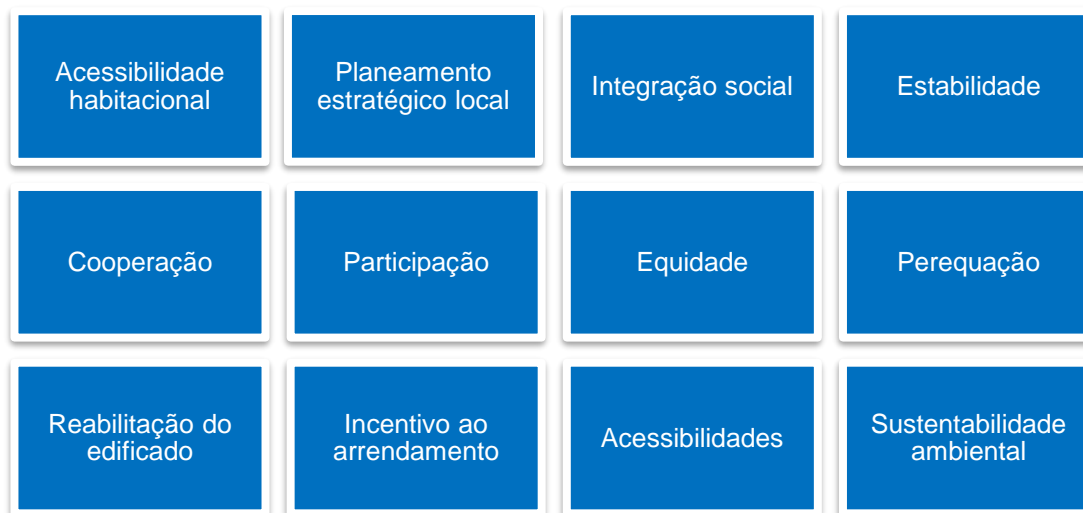 Acessibilidade
habitacional
Planeamento
estratégico local
Integração social
Estabilidade
Cooperação
Participação
Equidade
Perequação
Reabilitação do
edificado
Incentivo ao
arrendamento
Acessibilidades
Sustentabilidade
ambiental